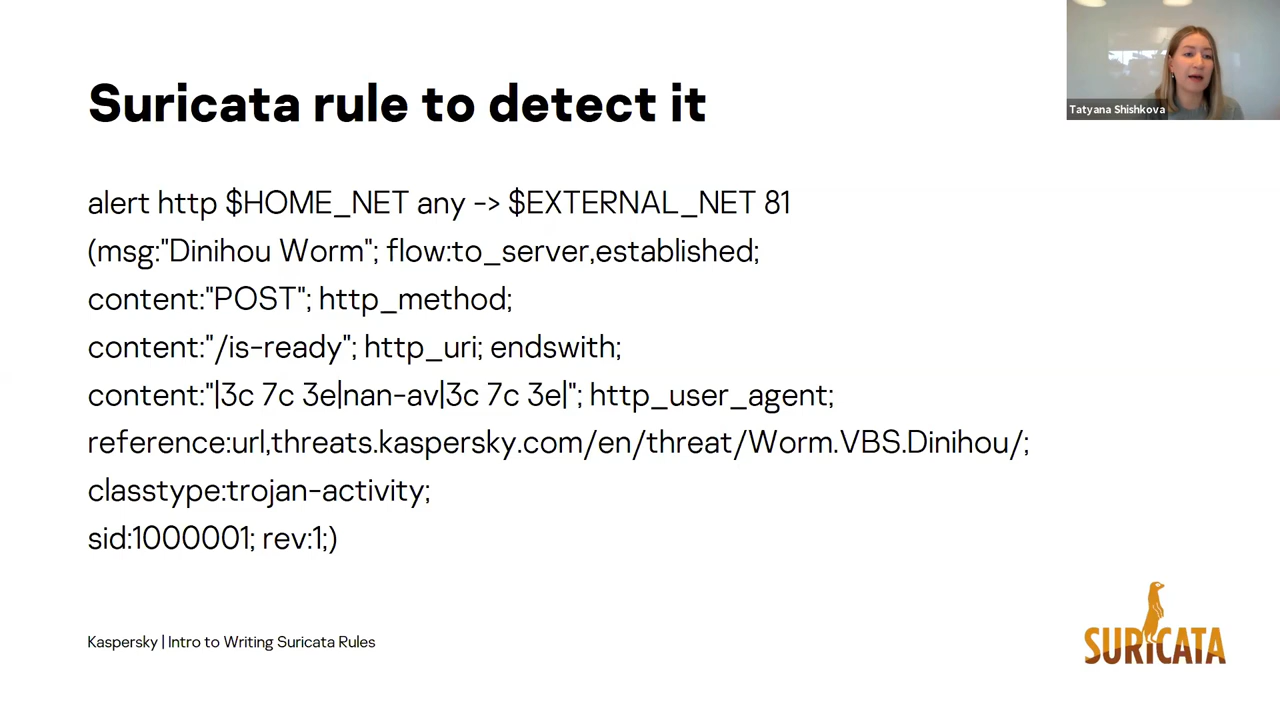 Suricata rule to detect it
Tatyana Shishkova
alert http $HOME_NET any -> $EXTERNAL_NET 81
(msg:"Dinihou Worm"; flow:to_server,established;
content:"POST"; http_method;
content:"/is-ready"; http_uri; endswith;
content:"|3c 7c 3e|nan-av|3c 7c 3e|"; http_user_agent;
reference:url,threats.kaspersky.com/en/threat/Worm.VBS.Dinihou/;
classtype:trojan-activity;
sid:1000001; rev:1;)
Kaspersky | Intro to Writing Suricata Rules
SURICATA